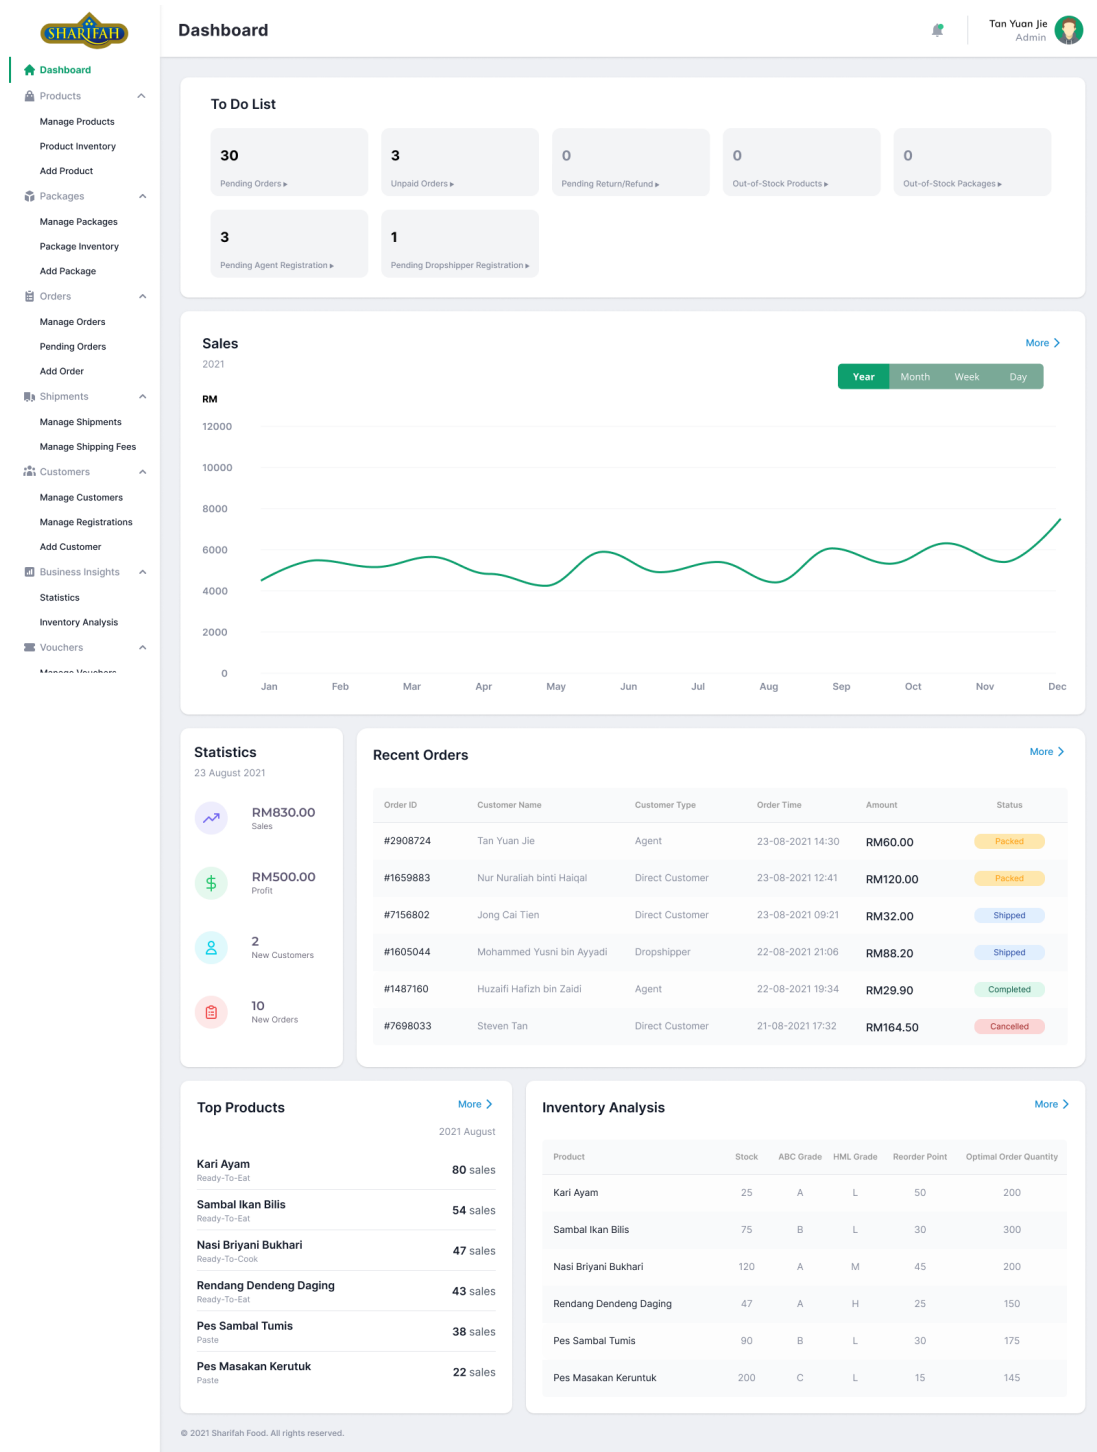 SHARIFAH
Dashboard
Tan Yuan Jie
Admin
Dashboard
Products
Manage Products
Product Inventory
Add Product
Packages
Manage Packages
Package Inventory
Add Package
Orders
Manage Orders
Pending Orders
Add Order
Shipments
Manage Shipments
Manage Shipping Fees
Customers
Manage Customers
Manage Registrations
Add Customer
Business Insights
Statistics
Inventory Analysis
Vouchers
Manage Vouchers
To Do List
30
Pending Orders
3
Unpaid Orders
0
Pending Return/Refund
0
Out-of-Stock Products
0
Out-of-Stock Packages
3
Pending Agent Registration
1
Pending Dropshipper Registration
Sales
More
2021
Year Month Week Day
RM
12000
10000
8000
6000
4000
2000
0
Jan Feb Mar Apr May Jun Jul Aug Sep Oct Nov Dec
Statistics
23 August 2021
RM830.00
Sales
RM500.00
Profit
2
New Customers
10
New Orders
Recent Orders
More
Order ID Customer Name Customer Type Order Time Amount Status
#2908724 Tan Yuan Jie Agent 23-08-2021 14:30 RM60.00 Packed
#1659883 Nur Nuraliah binti Haiqal Direct Customer 23-08-2021 12:41 RM120.00 Packed
#7156802 Jong Cai Tien Direct Customer 23-08-2021 09:21 RM32.00 Shipped
#1605044 Mohammed Yusni bin Ayyadi Dropshipper 22-08-2021 21:06 RM88.20 Shipped
#1487160 Huzaifi Hafizh bin Zaidi Agent 22-08-2021 19:34 RM29.90 Completed
#7698033 Steven Tan Direct Customer 21-08-2021 17:32 RM164.50 Cancelled
Top Products
More
2021 August
Kari Ayam
Ready-To-Eat
80 sales
Sambal Ikan Bilis
Ready-To-Eat
54 sales
Nasi Briyani Bukhari
Ready-To-Cook
47 sales
Rendang Dendeng Daging
Ready-To-Eat
43 sales
Pes Sambal Tumis
Paste
38 sales
Pes Masakan Kerutuk
Paste
22 sales
Inventory Analysis
More
Product Stock ABC Grade HML Grade Reorder Point Optimal Order Quantity
Kari Ayam 25 A L 50 200
Sambal Ikan Bilis 75 B L 30 300
Nasi Briyani Bukhari 120 A M 45 200
Rendang Dendeng Daging 47 A H 25 150
Pes Sambal Tumis 90 B L 30 175
Pes Masakan Keruntuk 200 C L 15 145
© 2021 Sharifah Food. All rights reserved.